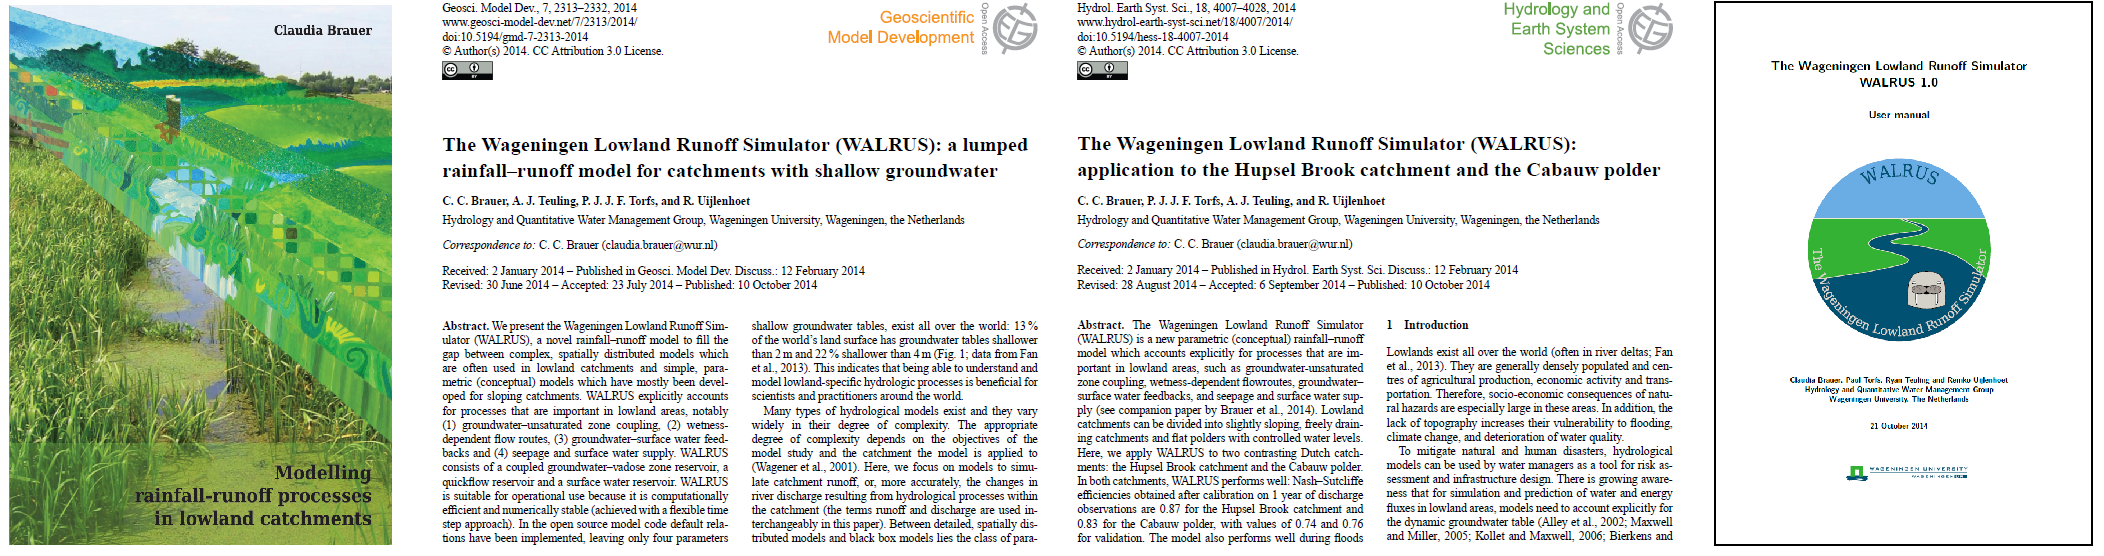 Claudia Brauer
Modelling
rainfall-runoff processes
in lowland catchments
Geosci. Model Dev., 7, 2313–2332, 2014
www.geosci-model-dev.net/7/2313/2014/
doi:10.5194/gmd-7-2313-2014
© Author(s) 2014. CC Attribution 3.0 License.
cc
BY
Geoscientific
Model Development
Open Access
The Wageningen Lowland Runoff Simulator (WALRUS): a lumped
rainfall–runoff model for catchments with shallow groundwater
C. C. Brauer, A. J. Teuling, P. J. J. F. Torfs, and R. Uijlenhoet
Hydrology and Quantitative Water Management Group, Wageningen University, Wageningen, the Netherlands
Correspondence to: C. C. Brauer (claudia.brauer@wur.nl)
Received: 2 January 2014 – Published in Geosci. Model Dev. Discuss.: 12 February 2014
Revised: 30 June 2014 – Accepted: 23 July 2014 – Published: 10 October 2014
Abstract. We present the Wageningen Lowland Runoff Sim-
ulator (WALRUS), a novel rainfall–runoff model to fill the
gap between complex, spatially distributed models which
are often used in lowland catchments and simple, para-
metric (conceptual) models which have mostly been devel-
oped for sloping catchments. WALRUS explicitly accounts
for processes that are important in lowland areas, notably
(1) groundwater–unsaturated zone coupling, (2) wetness-
dependent flow routes, (3) groundwater–surface water feed-
backs and (4) seepage and surface water supply. WALRUS
consists of a coupled groundwater–vadose zone reservoir, a
quickflow reservoir and a surface water reservoir. WALRUS
is suitable for operational use because it is computationally
efficient and numerically stable (achieved with a flexible time
step approach). In the open source model code default rela-
tions have been implemented, leaving only four parameters
shallow groundwater tables, exist all over the world: 13 %
of the world's land surface has groundwater tables shallower
than 2 m and 22 % shallower than 4 m (Fig. 1; data from Fan
et al., 2013). This indicates that being able to understand and
model lowland-specific hydrologic processes is beneficial for
scientists and practitioners around the world.
Many types of hydrological models exist and they vary
widely in their degree of complexity. The appropriate
degree of complexity depends on the objectives of the
model study and the catchment the model is applied to
(Wagener et al., 2001). Here, we focus on models to simu-
late catchment runoff, or, more accurately, the changes in
river discharge resulting from hydrological processes within
the catchment (the terms runoff and discharge are used in-
terchangeably in this paper). Between detailed, spatially dis-
tributed models and black box models lies the class of para-
Hydrol. Earth Syst. Sci., 18, 4007–4028, 2014
www.hydrol-earth-syst-sci.net/18/4007/2014/
doi:10.5194/hess-18-4007-2014
© Author(s) 2014. CC Attribution 3.0 License.
cc
BY
Hydrology and
Earth System
Sciences
Open Access
The Wageningen Lowland Runoff Simulator (WALRUS):
application to the Hupsel Brook catchment and the Cabauw polder
C. C. Brauer, P. J. J. F. Torfs, A. J. Teuling, and R. Uijlenhoet
Hydrology and Quantitative Water Management Group, Wageningen University, Wageningen, the Netherlands
Correspondence to: C. C. Brauer (claudia.brauer@wur.nl)
Received: 2 January 2014 – Published in Hydrol. Earth Syst. Sci. Discuss.: 12 February 2014
Revised: 28 August 2014 – Accepted: 6 September 2014 – Published: 10 October 2014
Abstract. The Wageningen Lowland Runoff Simulator
(WALRUS) is a new parametric (conceptual) rainfall–runoff
model which accounts explicitly for processes that are im-
portant in lowland areas, such as groundwater-unsaturated
zone coupling, wetness-dependent flowroutes, groundwater–
surface water feedbacks, and seepage and surface water sup-
ply (see companion paper by Brauer et al., 2014). Lowland
catchments can be divided into slightly sloping, freely drain-
ing catchments and flat polders with controlled water levels.
Here, we apply WALRUS to two contrasting Dutch catch-
ments: the Hupsel Brook catchment and the Cabauw polder.
In both catchments, WALRUS performs well: Nash–Sutcliffe
efficiencies obtained after calibration on 1 year of discharge
observations are 0.87 for the Hupsel Brook catchment and
0.83 for the Cabauw polder, with values of 0.74 and 0.76
for validation. The model also performs well during floods
1 Introduction
Lowlands exist all over the world (often in river deltas; Fan
et al., 2013). They are generally densely populated and cen-
tres of agricultural production, economic activity and trans-
portation. Therefore, socio-economic consequences of natu-
ral hazards are especially large in these areas. In addition, the
lack of topography increases their vulnerability to flooding,
climate change, and deterioration of water quality.
To mitigate natural and human disasters, hydrological
models can be used by water managers as a tool for risk as-
sessment and infrastructure design. There is growing aware-
ness that for simulation and prediction of water and energy
fluxes in lowland areas, models need to account explicitly for
the dynamic groundwater table (Alley et al., 2002; Maxwell
and Miller, 2005; Kollet and Maxwell, 2006; Bierkens and
The Wageningen Lowland Runoff Simulator
WALRUS 1.0
User manual
WALRUS
The Wageningen Lowland Runoff Simulator
Claudia Brauer, Paul Torfs, Ryan Teuling and Remko Uijlenhoet
Hydrology and Quantitative Water Management Group
Wageningen University, The Netherlands
21 October 2014
WAGENINGEN UNIVERSITY
WAGENINGEN UR